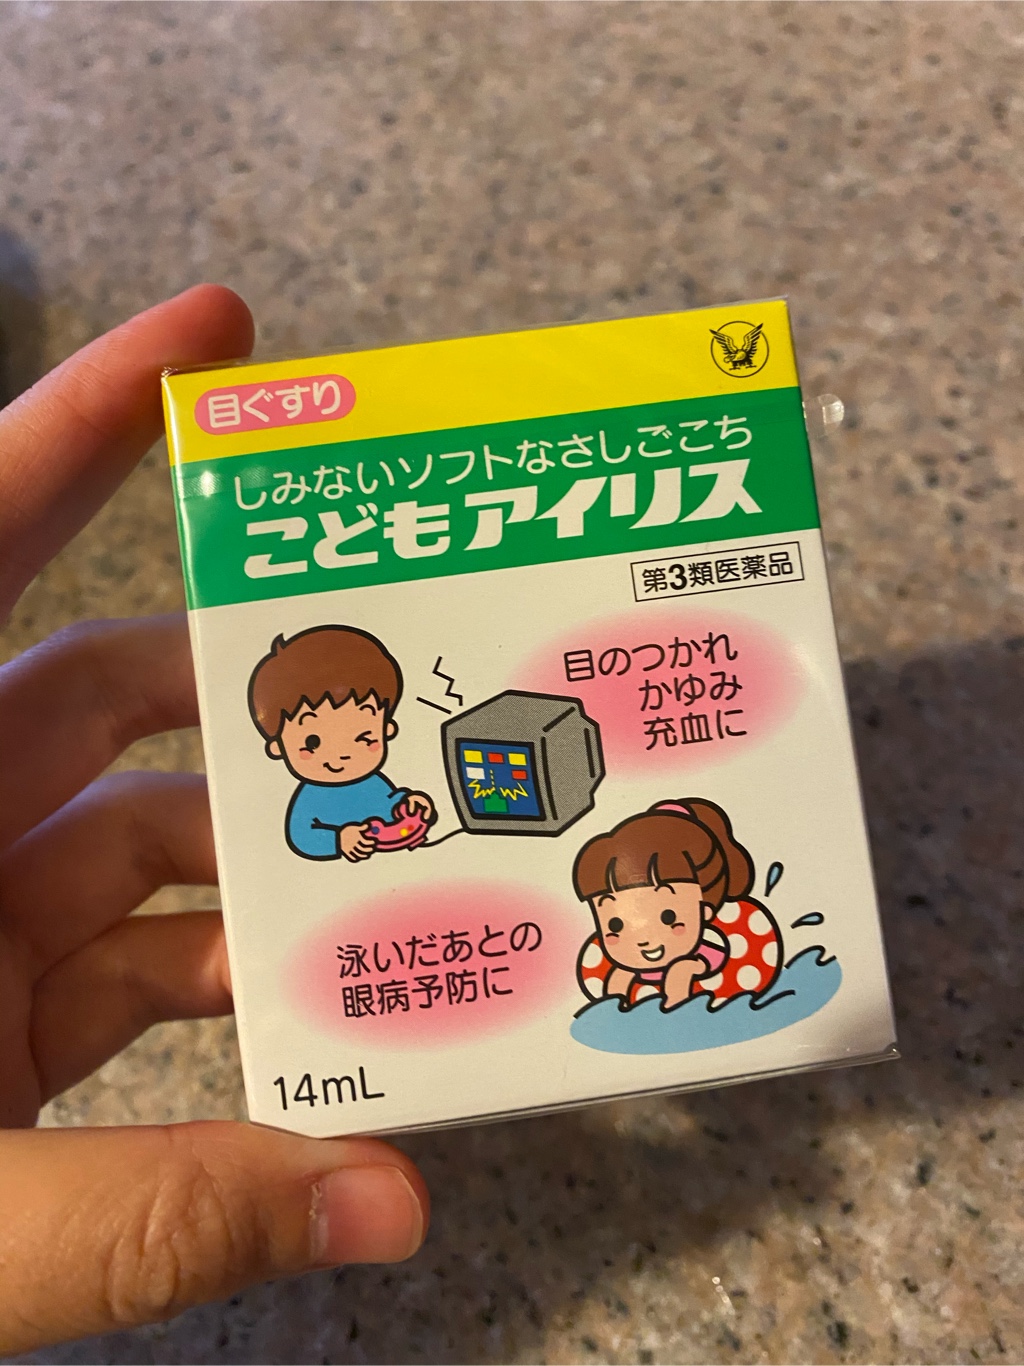 目ぐすり
しみないソフトなさしごこち
こどもアイリス
第3類医薬品
目のつかれ
かゆみ
充血に
泳いだあとの
眼病予防に
14mL